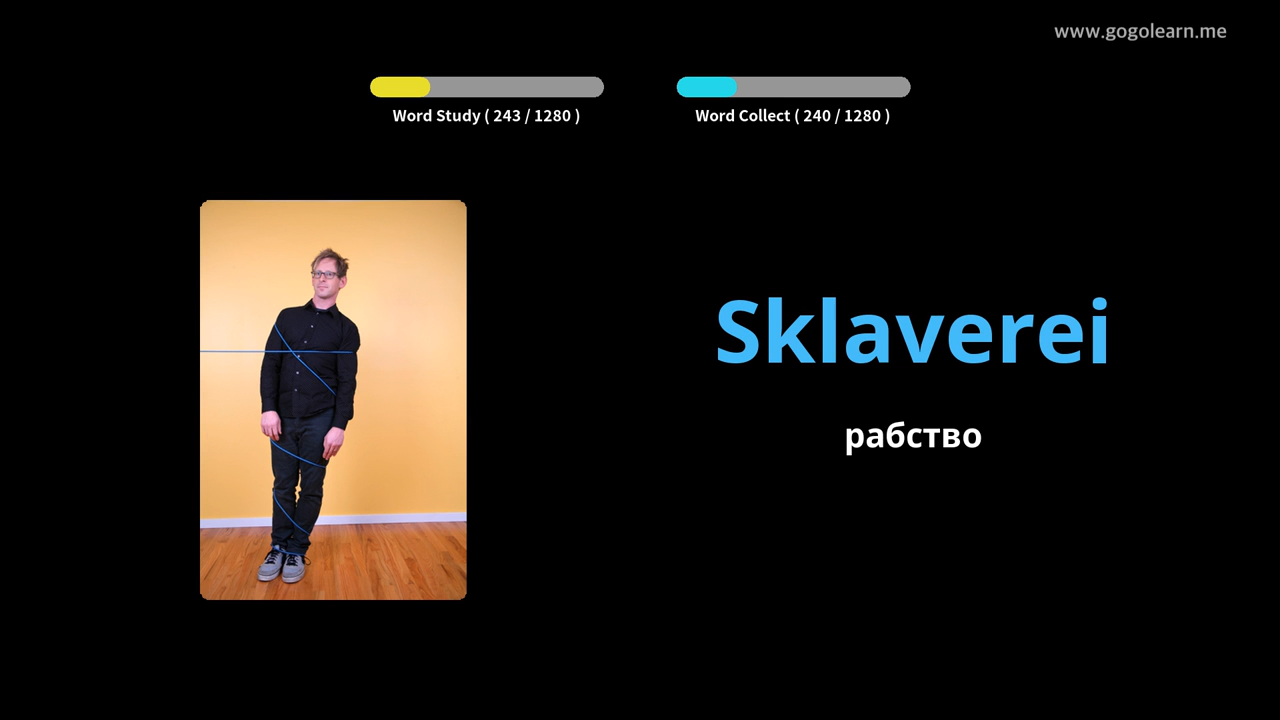 www.gogolearn.me
Word Study ( 243 / 1280 )
Word Collect ( 240 / 1280 )
Sklaverei
рабство